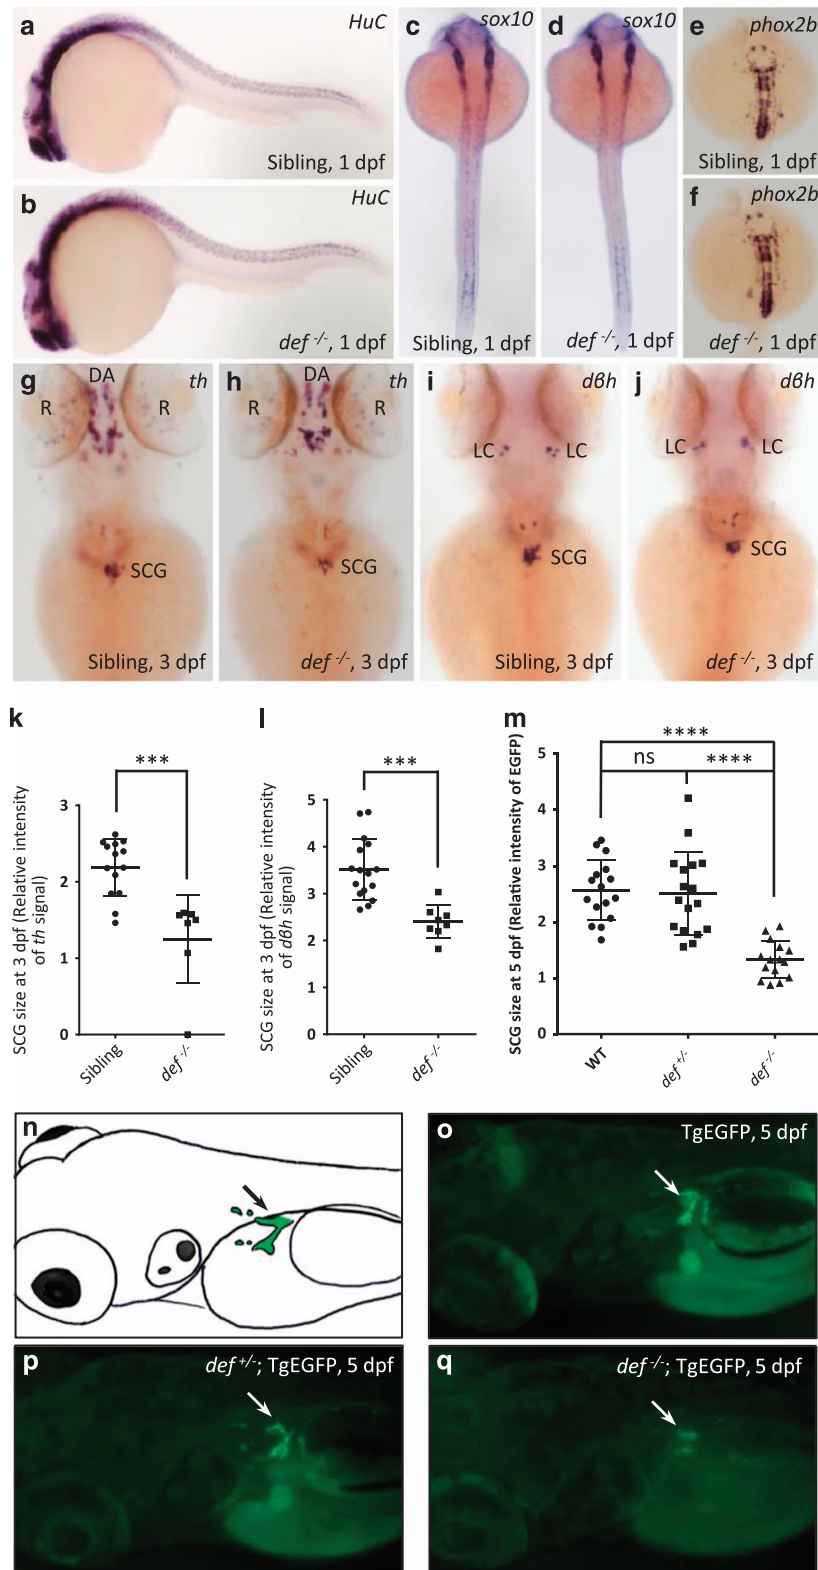 a HuC
Sibling, 1 dpf
b HuC
def -/-, 1 dpf
c sox10
Sibling, 1 dpf
d sox10
def -/-, 1 dpf
e phox2b
Sibling, 1 dpf
f phox2b
def -/-, 1 dpf
g DA th
R R
SCG
Sibling, 3 dpf
h DA th
R R
SCG
def -/-, 3 dpf
i dβh
LC LC
SCG
Sibling, 3 dpf
j dβh
LC LC
SCG
def -/-, 3 dpf
k
***
SCG size at 3 dpf (Relative intensity
of th signal)
3
2
1
0
Sibling
def -/-
l
***
SCG size at 3 dpf (Relative intensity
of dβh signal)
5
4
3
2
1
0
Sibling
def -/-
m
****
ns ****
SCG size at 5 dpf (Relative intensity of EGFP)
5
4
3
2
1
0
WT
def +/-
def -/-
n
o TgEGFP, 5 dpf
p def +/-; TgEGFP, 5 dpf
q def -/-; TgEGFP, 5 dpf